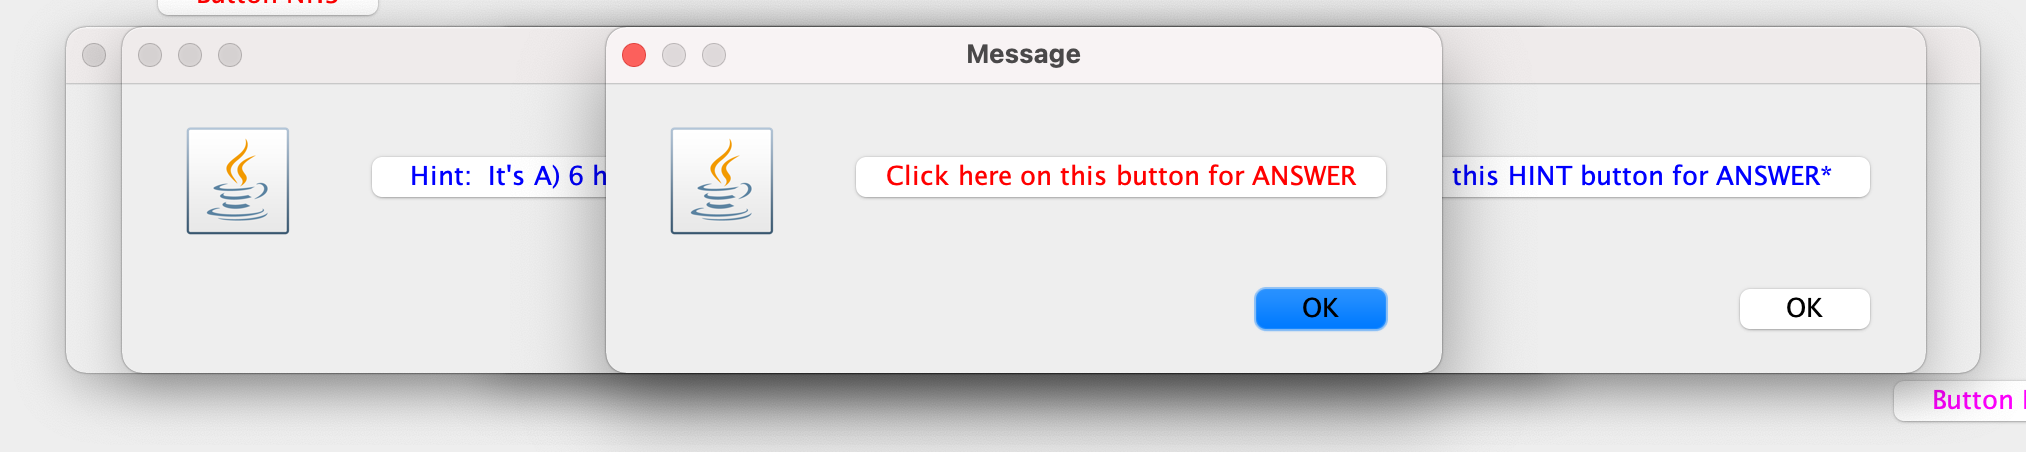 Button
Message
Hint: It's A) 6
Click here on this button for ANSWER
this HINT button for ANSWER*
OK
OK
Button